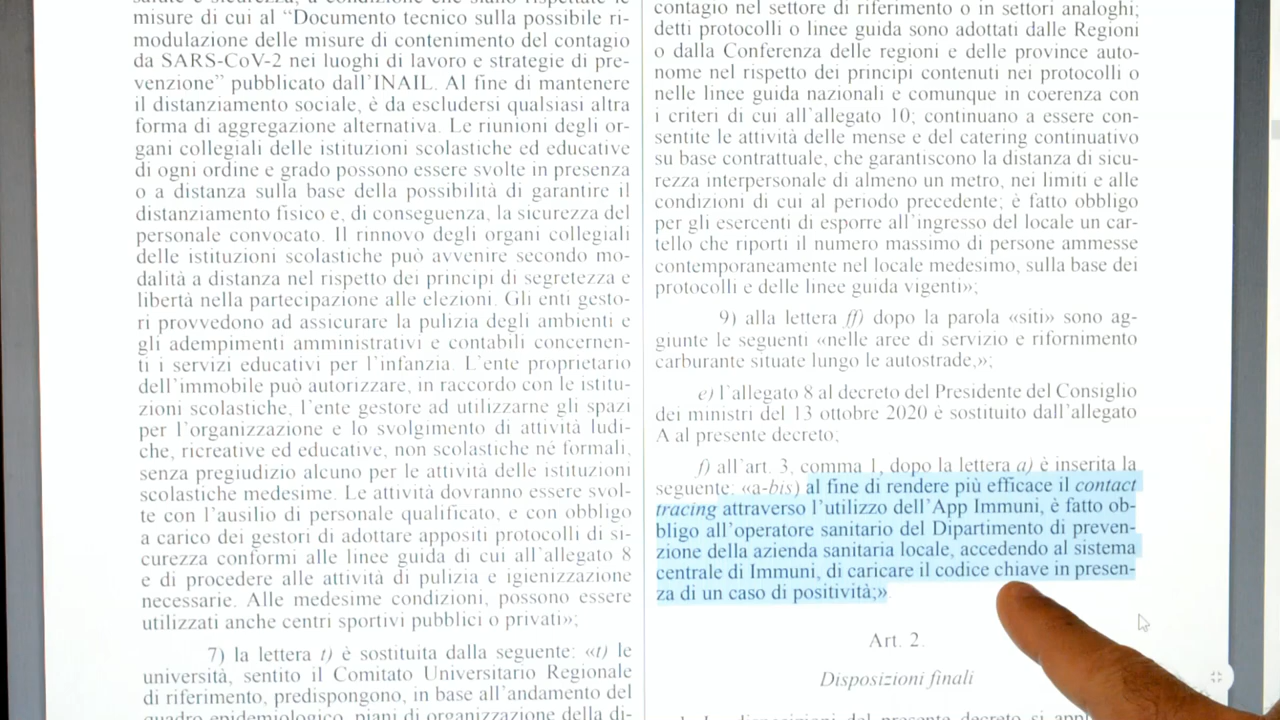 misure di cui al “Documento tecnico sulla possibile ri-
modulazione delle misure di contenimento del contagio
da SARS-CoV-2 nei luoghi di lavoro e strategie di pre-
venzione” pubblicato dall’INAIL. Al fine di mantenere
il distanziamento sociale, è da escludersi qualsiasi altra
forma di aggregazione alternativa. Le riunioni degli or-
gani collegiali delle istituzioni scolastiche ed educative
di ogni ordine e grado possono essere svolte in presenza
o a distanza sulla base della possibilità di garantire il
distanziamento fisico e, di conseguenza, la sicurezza del
personale convocato. Il rinnovo degli organi collegiali
delle istituzioni scolastiche può avvenire secondo mo-
dalità a distanza nel rispetto dei principi di segretezza e
libertà nella partecipazione alle elezioni. Gli enti gesto-
ri provvedono ad assicurare la pulizia degli ambienti e
gli adempimenti amministrativi e contabili concernen-
ti i servizi educativi per l’infanzia. L’ente proprietario
dell’immobile può autorizzare, in raccordo con le istitu-
zioni scolastiche, l’ente gestore ad utilizzarne gli spazi
per l’organizzazione e lo svolgimento di attività ludi-
che, ricreative ed educative, non scolastiche né formali,
senza pregiudizio alcuno per le attività delle istituzioni
scolastiche medesime. Le attività dovranno essere svol-
te con l’ausilio di personale qualificato, e con obbligo
a carico dei gestori di adottare appositi protocolli di si-
curezza conformi alle linee guida di cui all’allegato 8
e di procedere alle attività di pulizia e igienizzazione
necessarie. Alle medesime condizioni, possono essere
utilizzati anche centri sportivi pubblici o privati»;
7) la lettera t) è sostituita dalla seguente: «t) le
università, sentito il Comitato Universitario Regionale
di riferimento, predispongono, in base all’andamento del
quadro epidemiologico, piani di organizzazione della di-
contagio nel settore di riferimento o in settori analoghi;
detti protocolli o linee guida sono adottati dalle Regioni
o dalla Conferenza delle regioni e delle province auto-
nome nel rispetto dei principi contenuti nei protocolli o
nelle linee guida nazionali e comunque in coerenza con
i criteri di cui all’allegato 10; continuano a essere con-
sentite le attività delle mense e del catering continuativo
su base contrattuale, che garantiscono la distanza di sicu-
rezza interpersonale di almeno un metro, nei limiti e alle
condizioni di cui al periodo precedente; è fatto obbligo
per gli esercenti di esporre all’ingresso del locale un car-
tello che riporti il numero massimo di persone ammesse
contemporaneamente nel locale medesimo, sulla base dei
protocolli e delle linee guida vigenti»;
9) alla lettera ff) dopo la parola «siti» sono ag-
giunte le seguenti «nelle aree di servizio e rifornimento
carburante situate lungo le autostrade,»;
e) l’allegato 8 al decreto del Presidente del Consiglio
dei ministri del 13 ottobre 2020 è sostituito dall’allegato
A al presente decreto;
f) all’art. 3, comma 1, dopo la lettera a) è inserita la
seguente: «a-bis) al fine di rendere più efficace il contact
tracing attraverso l’utilizzo dell’App Immuni, è fatto ob-
bligo all’operatore sanitario del Dipartimento di preven-
zione della azienda sanitaria locale, accedendo al sistema
centrale di Immuni, di caricare il codice chiave in presen-
za di un caso di positività;»
Art. 2.
Disposizioni finali